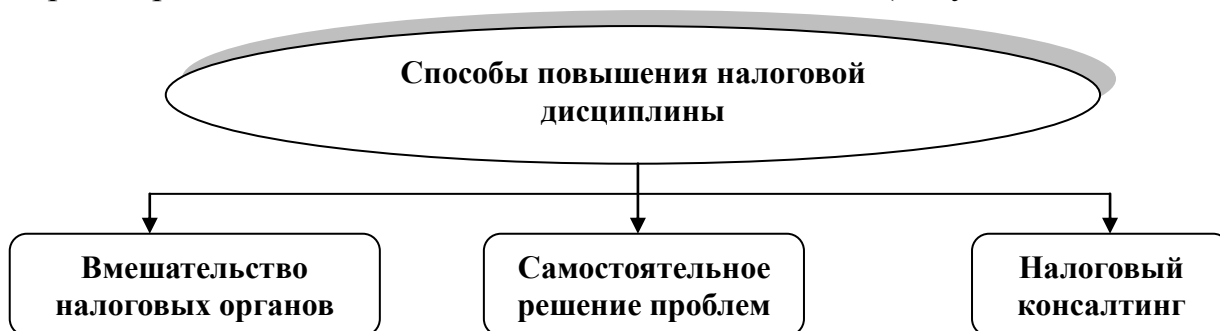 Способы повышения налоговой
дисциплины
Вмешательство
налоговых органов
Самостоятельное
решение проблем
Налоговый
консалтинг